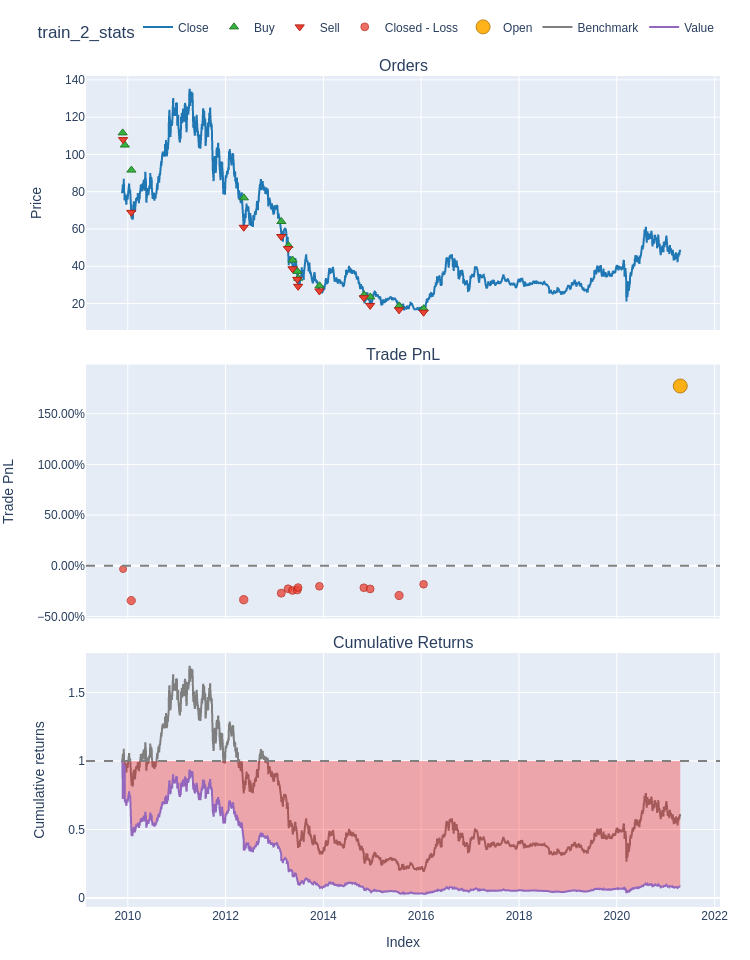 train_2_stats
Close Buy Sell Closed - Loss Open Benchmark Value
Orders
140
120
100
80
60
40
20
Price
Trade PnL
150.00%
100.00%
50.00%
0.00%
−50.00%
Trade PnL
Cumulative Returns
1.5
1
0.5
0
Cumulative returns
2010 2012 2014 2016 2018 2020 2022
Index